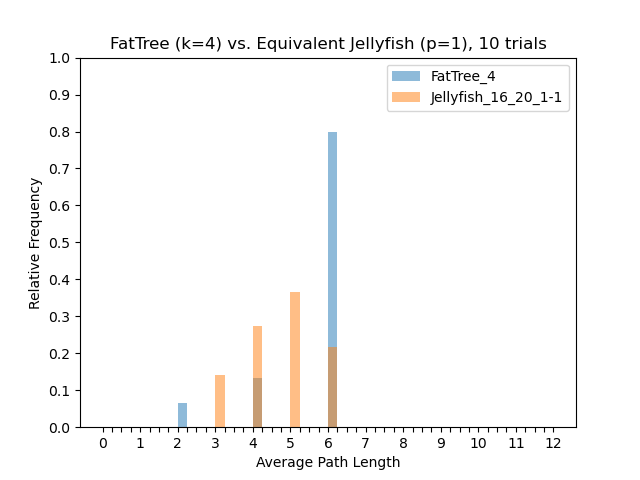 FatTree (k=4) vs. Equivalent Jellyfish (p=1), 10 trials
FatTree_4
Jellyfish_16_20_1-1
1.0
0.9
0.8
0.7
0.6
0.5
0.4
0.3
0.2
0.1
0.0
Relative Frequency
0 1 2 3 4 5 6 7 8 9 10 11 12
Average Path Length